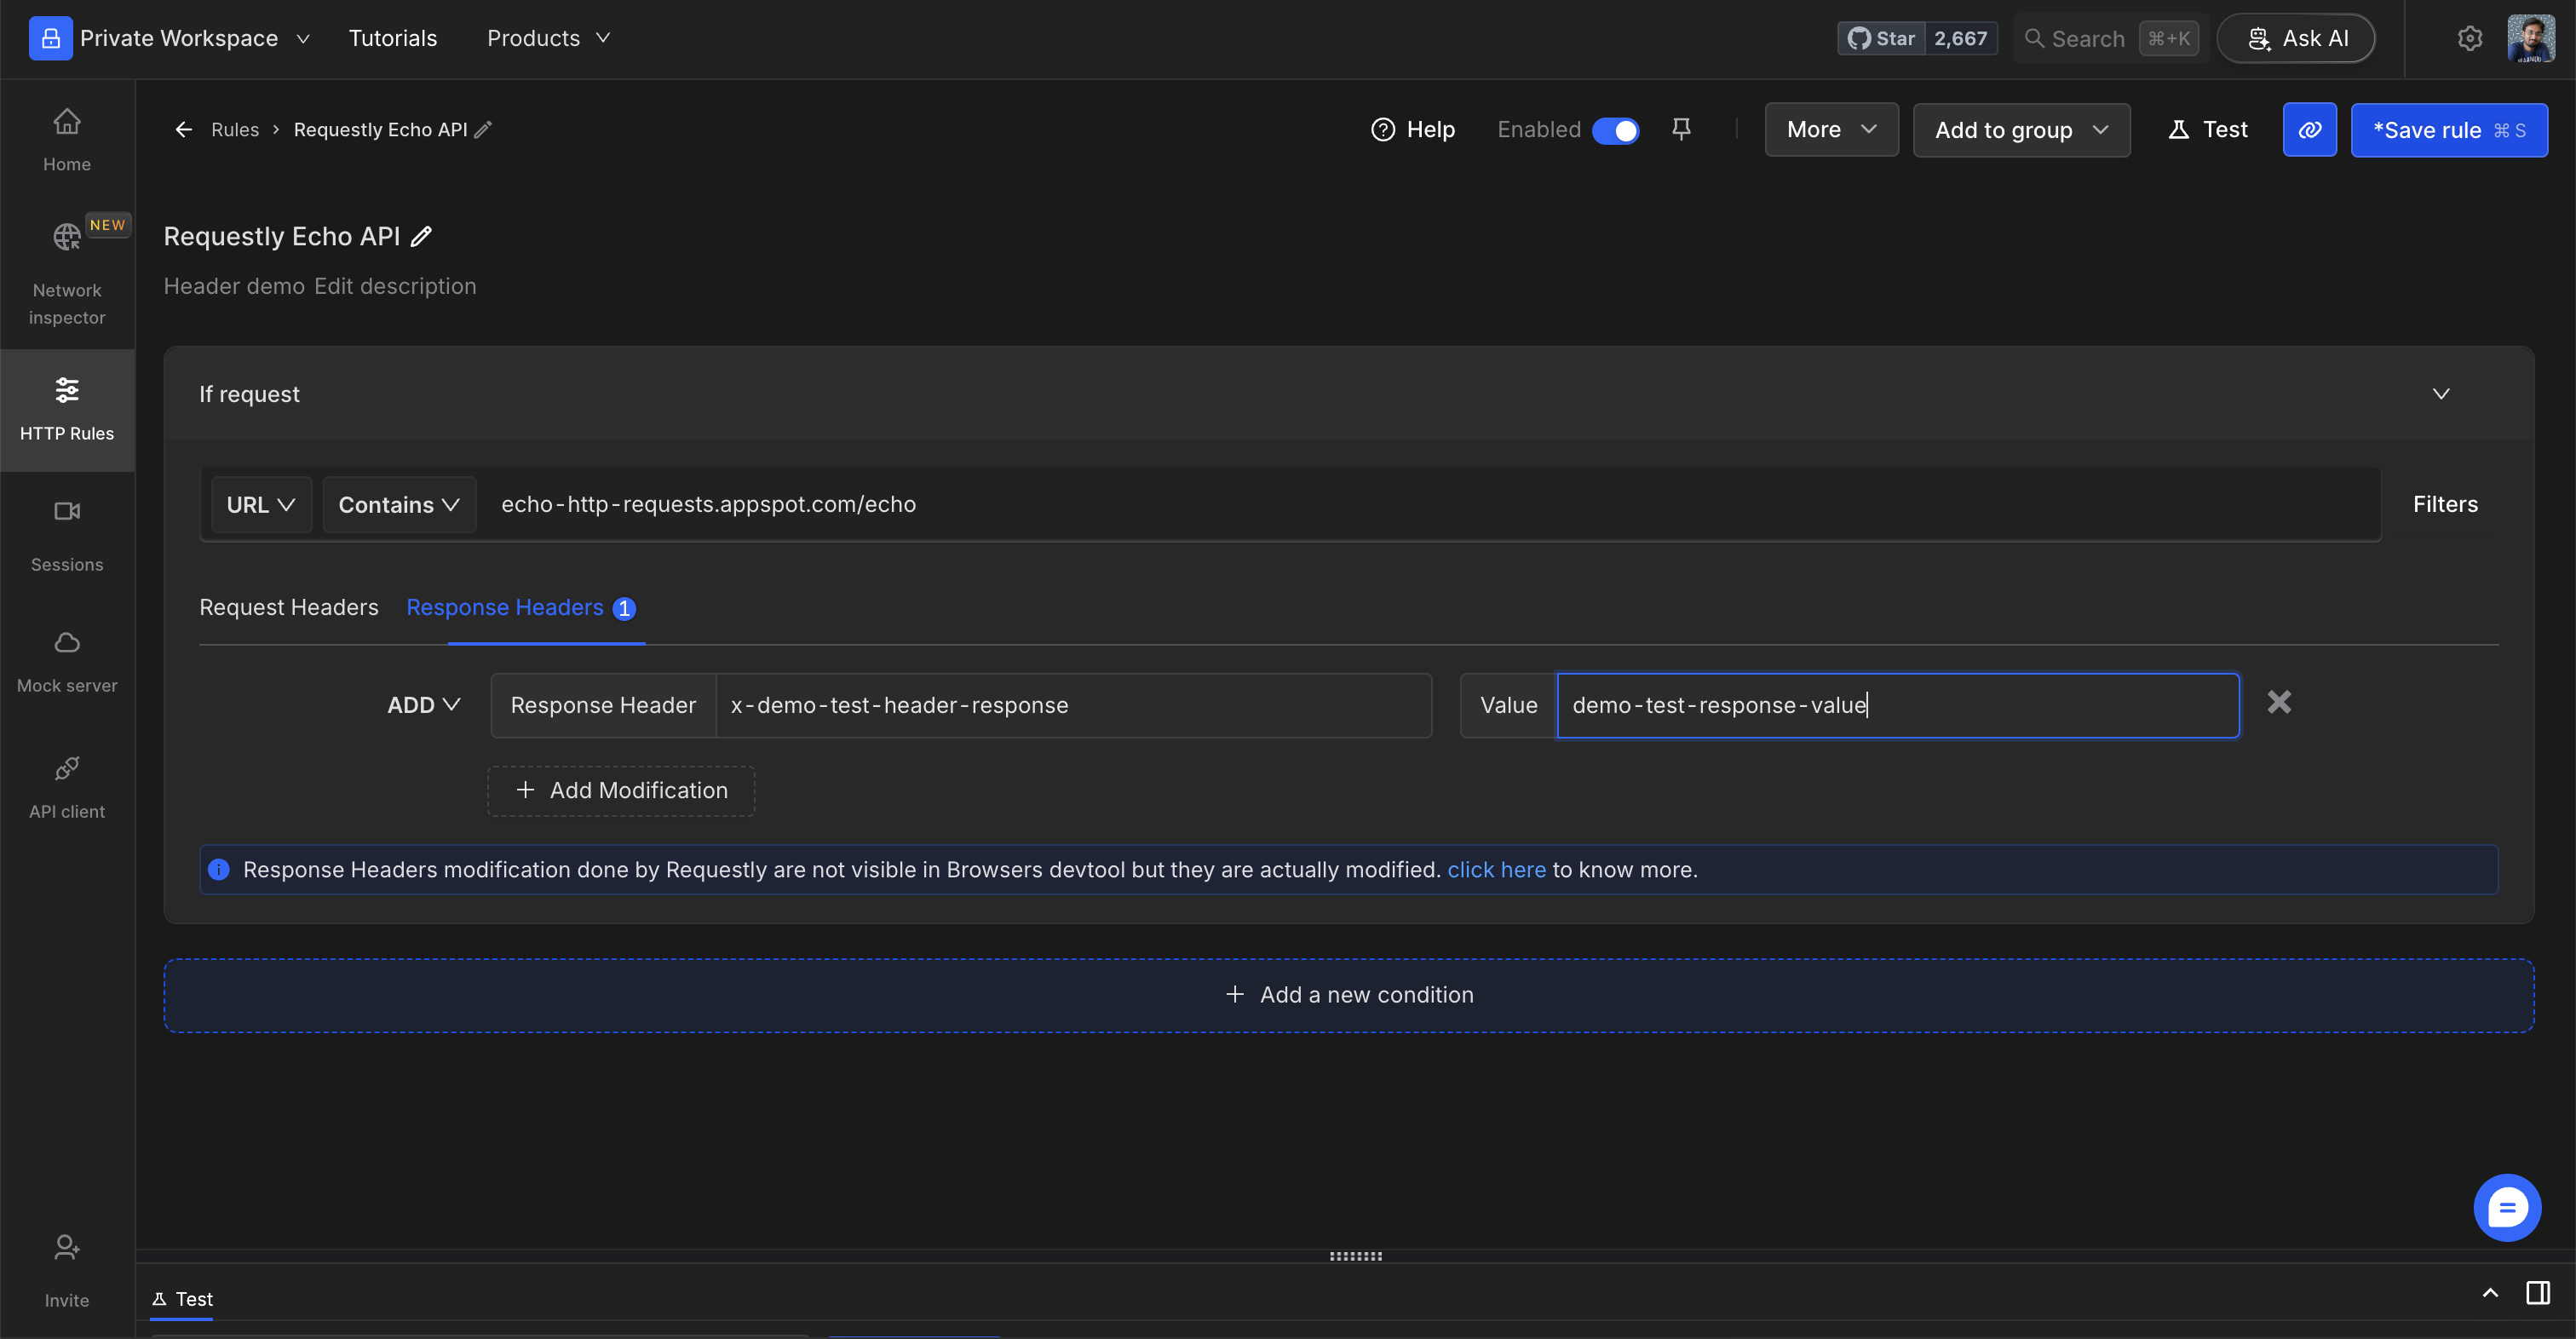 Private Workspace Tutorials Products Star 2,667 Search ⌘+K Ask AI
Rules > Requestly Echo API Help Enabled More Add to group Test *Save rule ⌘ S
Home
NEW
Network
inspector
HTTP Rules
Sessions
Mock server
API client
Invite
Requestly Echo API
Header demo Edit description
If request
URL Contains echo-http-requests.appspot.com/echo Filters
Request Headers Response Headers 1
ADD Response Header x-demo-test-header-response Value demo-test-response-value
+ Add Modification
Response Headers modification done by Requestly are not visible in Browsers devtool but they are actually modified. click here to know more.
+ Add a new condition
Test